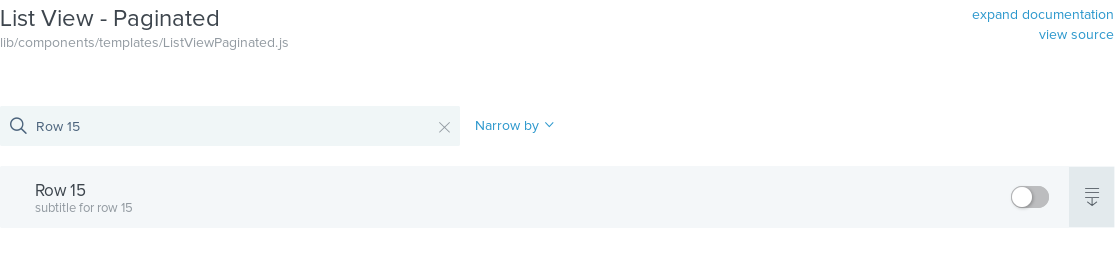 List View - Paginated
expand documentation
lib/components/templates/ListViewPaginated.js
view source
Row 15
Narrow by
Row 15
subtitle for row 15